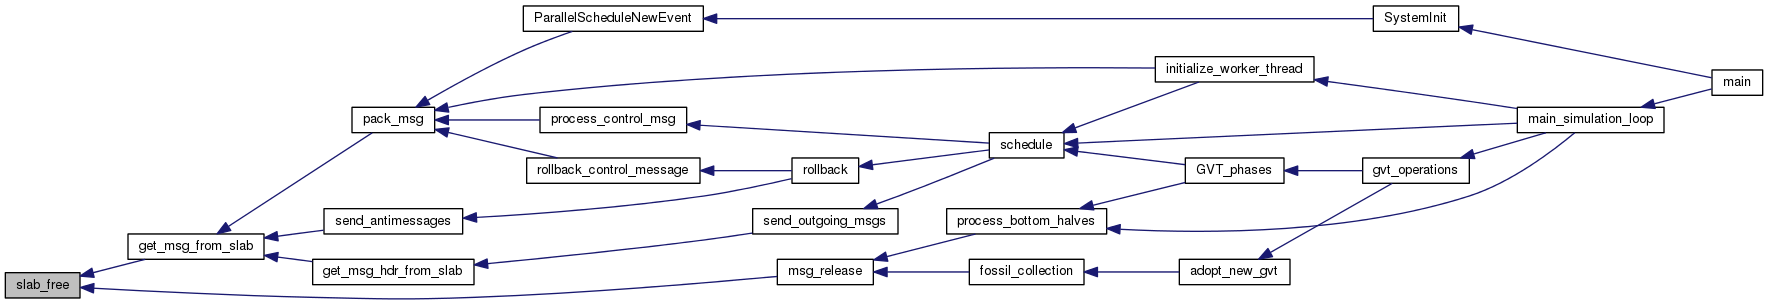 ParallelScheduleNewEvent
SystemInit
initialize_worker_thread
main
pack_msg
process_control_msg
main_simulation_loop
schedule
rollback_control_message
rollback
GVT_phases
gvt_operations
send_antimessages
send_outgoing_msgs
process_bottom_halves
get_msg_from_slab
get_msg_hdr_from_slab
msg_release
fossil_collection
adopt_new_gvt
slab_free